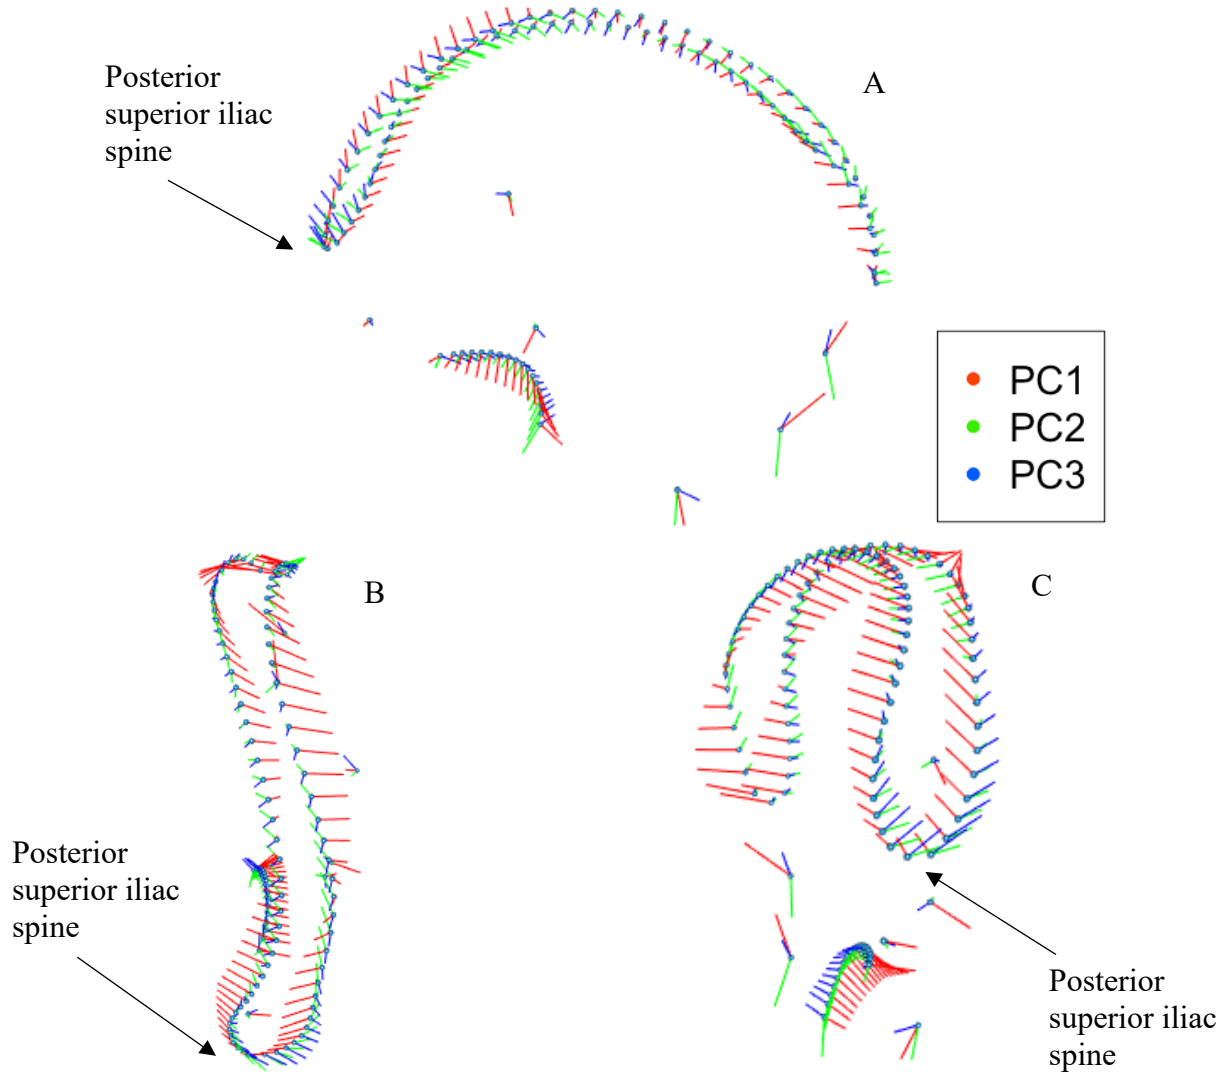 Posterior
superior iliac
spine
A
PC1
PC2
PC3
B
C
Posterior
superior iliac
spine
Posterior
superior iliac
spine